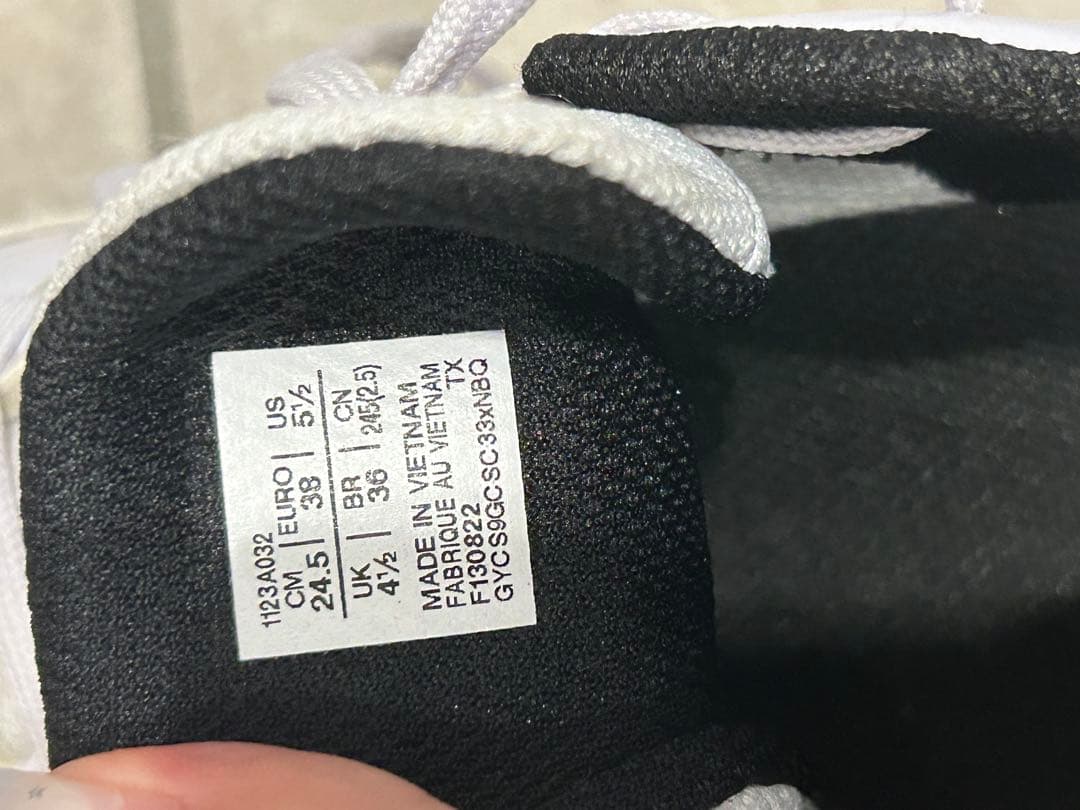 1123A032
CM | EURO | US
24.5 | 38 | 5½
UK | BR | CN
4½ | 36 | 245(2.5)
MADE IN VIETNAM
FABRIQUE AU VIETNAM
F130822 TX
GYCS9GCSC33xNBQ